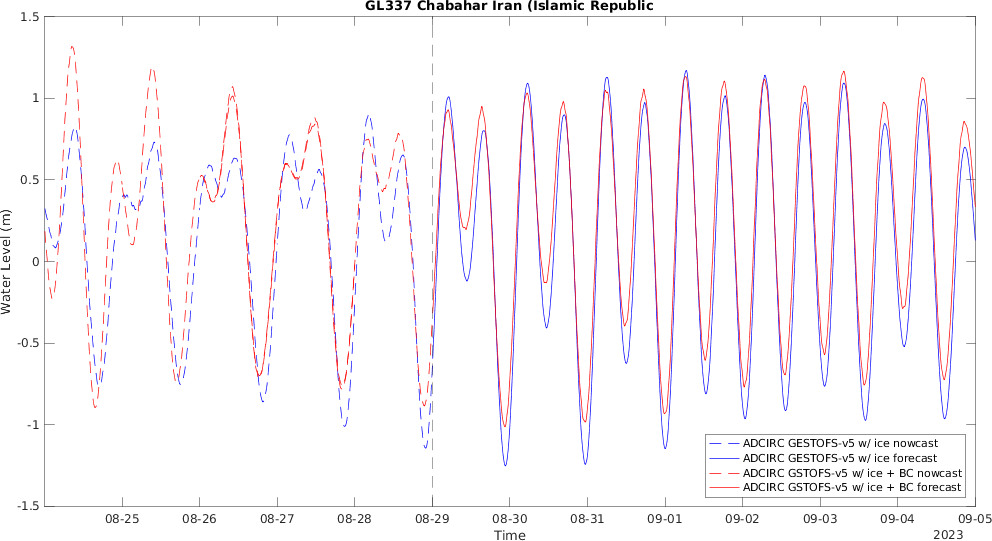 GL337 Chabahar Iran (Islamic Republic
1.5
1
0.5
0
-0.5
-1
-1.5
Water Level (m)
ADCIRC GESTOFS-v5 w/ ice nowcast
ADCIRC GESTOFS-v5 w/ ice forecast
ADCIRC GSTOFS-v5 w/ ice + BC nowcast
ADCIRC GSTOFS-v5 w/ ice + BC forecast
08-25 08-26 08-27 08-28 08-29 08-30 08-31 09-01 09-02 09-03 09-04 09-05
Time
2023